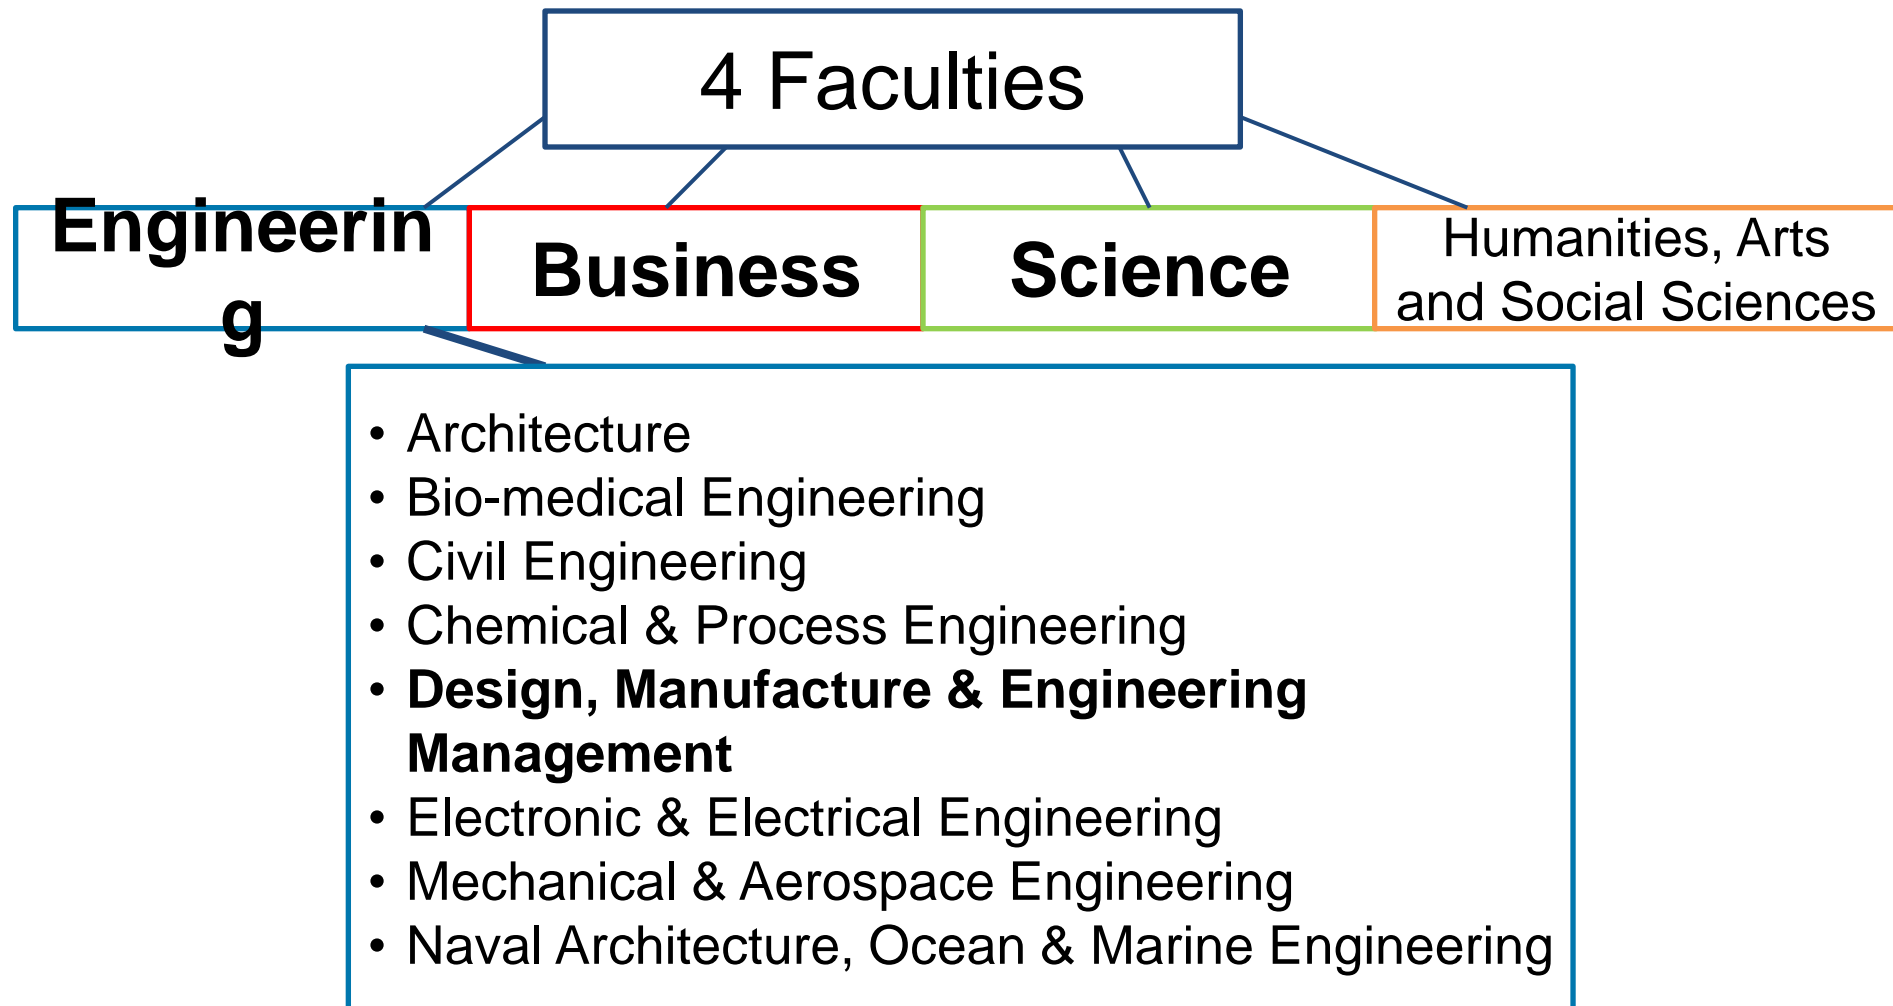 4 Faculties
Engineerin
g
Business
Science
Humanities, Arts
and Social Sciences
• Architecture
• Bio-medical Engineering
• Civil Engineering
• Chemical & Process Engineering
• Design, Manufacture & Engineering
Management
• Electronic & Electrical Engineering
• Mechanical & Aerospace Engineering
• Naval Architecture, Ocean & Marine Engineering